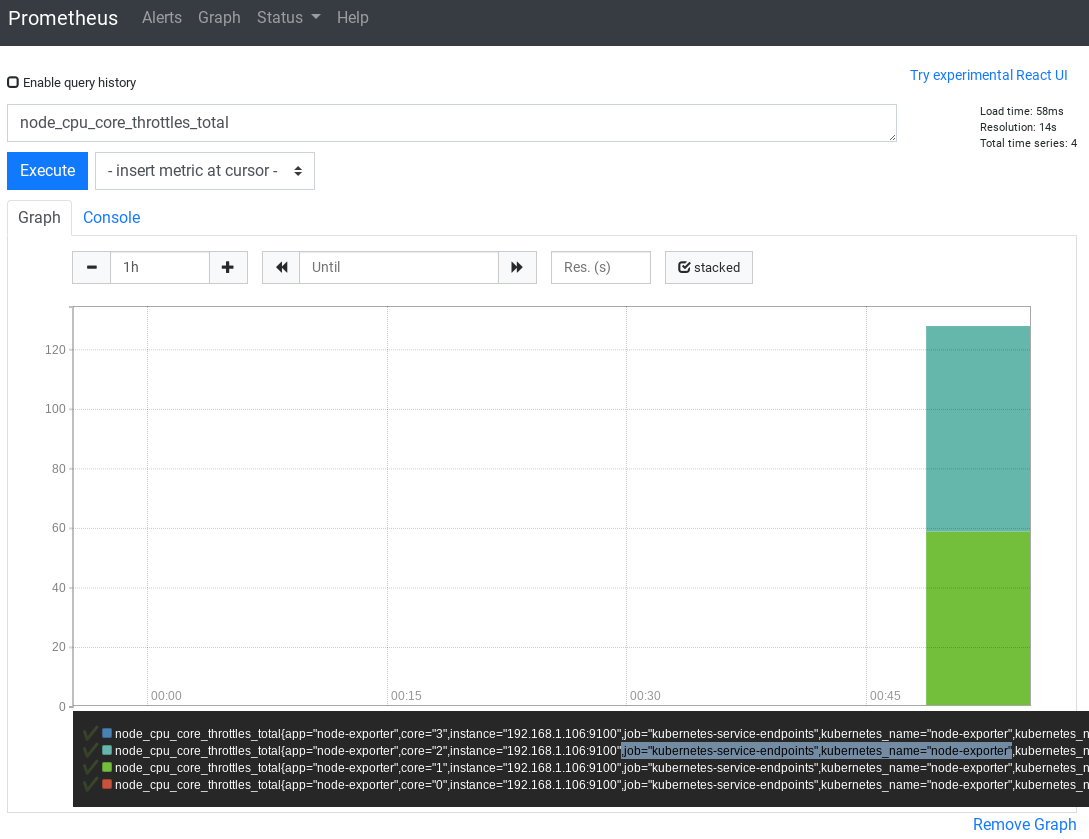 Prometheus Alerts Graph Status Help
Enable query history
Try experimental React UI
node_cpu_core_throttles_total
Load time: 58ms
Resolution: 14s
Total time series: 4
Execute
- insert metric at cursor -
Graph Console
1h Until Res. (s) stacked
120
100
80
60
40
20
0
00:00 00:15 00:30 00:45
node_cpu_core_throttles_total{app="node-exporter",core="3",instance="192.168.1.106:9100",job="kubernetes-service-endpoints",kubernetes_name="node-exporter",kubernetes_n
node_cpu_core_throttles_total{app="node-exporter",core="2",instance="192.168.1.106:9100",job="kubernetes-service-endpoints",kubernetes_name="node-exporter",kubernetes_n
node_cpu_core_throttles_total{app="node-exporter",core="1",instance="192.168.1.106:9100",job="kubernetes-service-endpoints",kubernetes_name="node-exporter",kubernetes_n
node_cpu_core_throttles_total{app="node-exporter",core="0",instance="192.168.1.106:9100",job="kubernetes-service-endpoints",kubernetes_name="node-exporter",kubernetes_n
Remove Graph